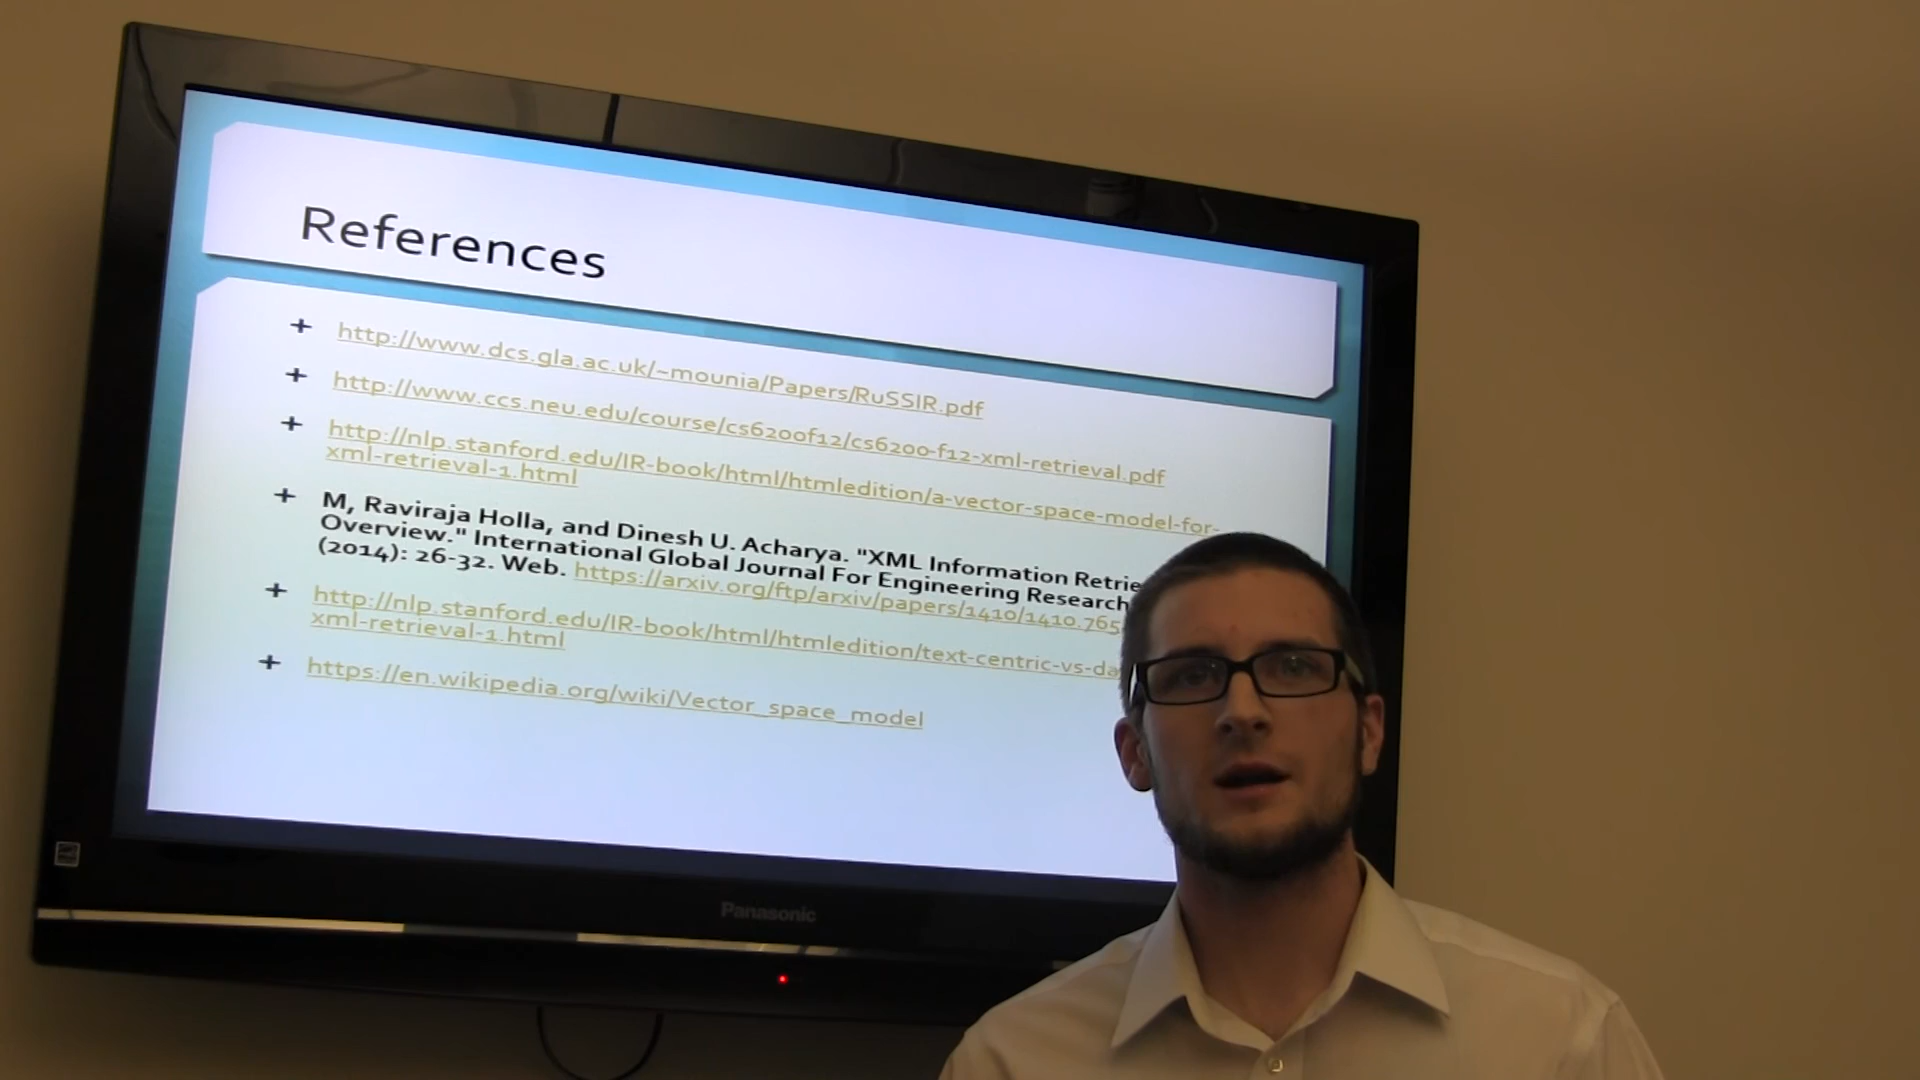 References
+ http://www.dcs.gla.ac.uk/~mounia/Papers/RuSSIR.pdf
+ http://www.ccs.neu.edu/course/cs6200f12/cs6200-f12-xml-retrieval.pdf
+ http://nlp.stanford.edu/IR-book/html/htmledition/a-vector-space-model-for-
xml-retrieval-1.html
+ M, Raviraja Holla, and Dinesh U. Acharya. "XML Information
Overview." International Global Journal For Engineering Research
(2014): 26-32. Web. https://arxiv.org/ftp/arxiv/papers/1410/1410.765
+ http://nlp.stanford.edu/IR-book/html/htmledition/text-centric-vs-da
xml-retrieval-1.html
+ https://en.wikipedia.org/wiki/Vector_space_model
Panasonic